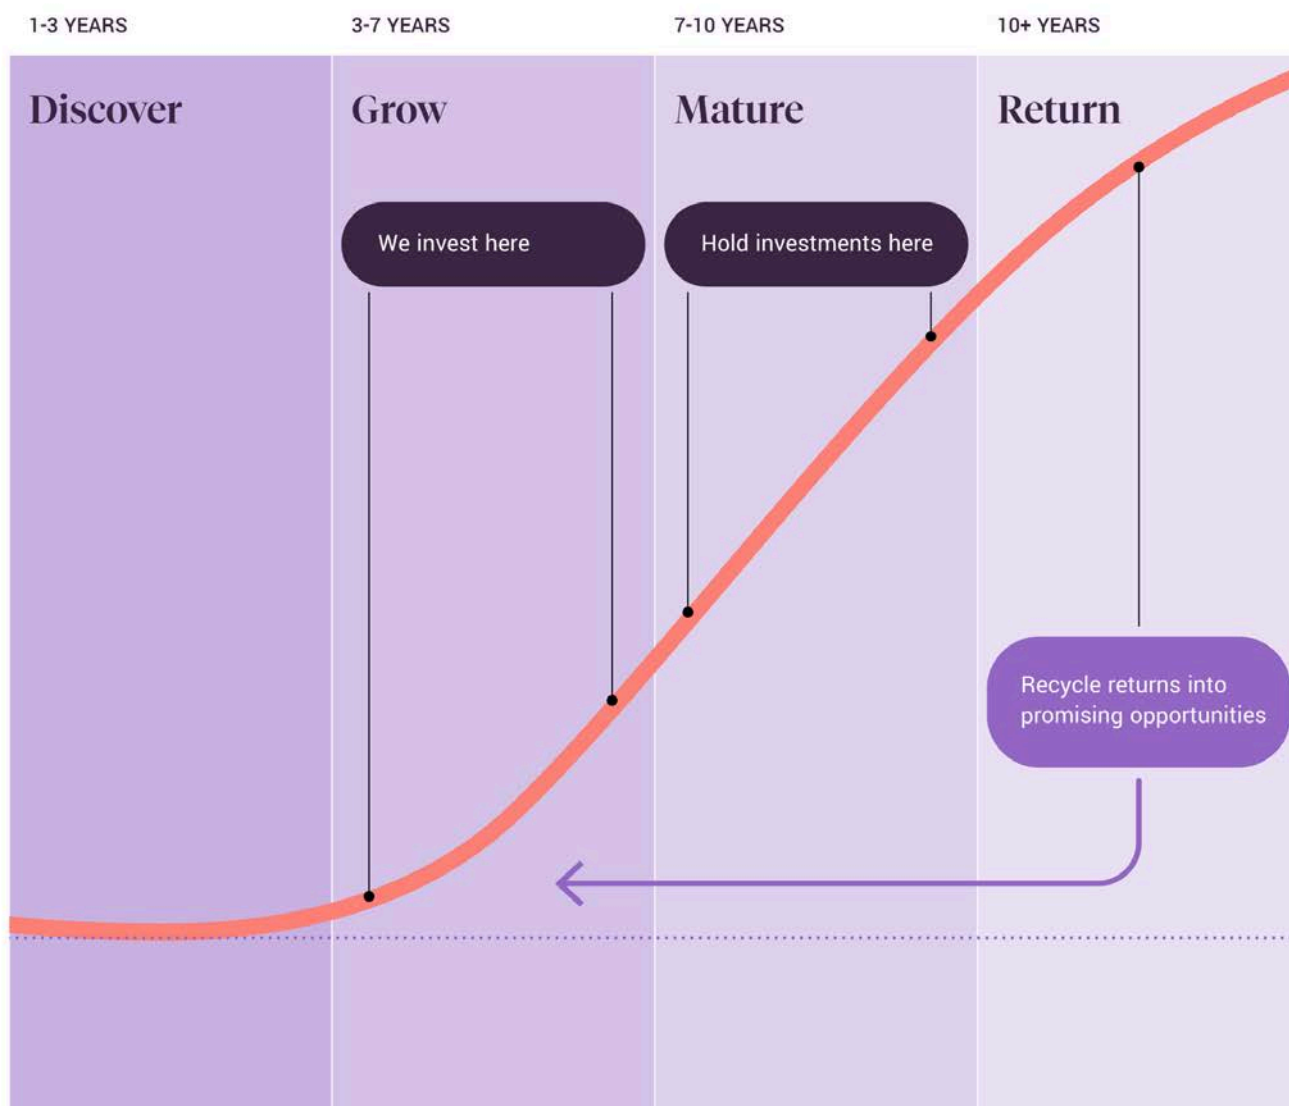 1-3 YEARS
3-7 YEARS
7-10 YEARS
10+ YEARS
Discover
Grow
Mature
Return
We invest here
Hold investments here
Recycle returns into
promising opportunities